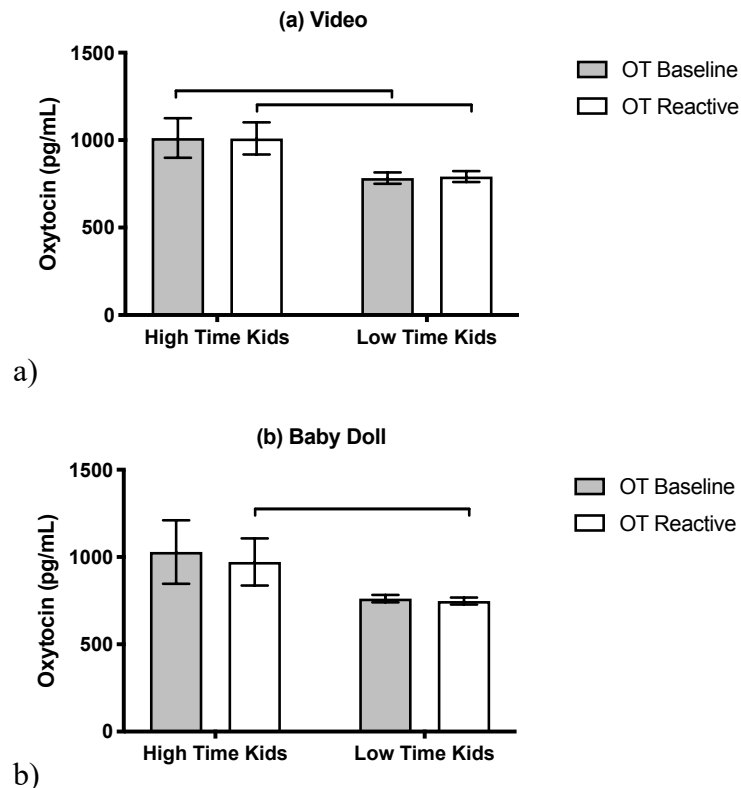 (a) Video
1500
1000
500
0
Oxytocin (pg/mL)
High Time Kids
Low Time Kids
OT Baseline
OT Reactive
a)
(b) Baby Doll
1500
1000
500
0
Oxytocin (pg/mL)
High Time Kids
Low Time Kids
OT Baseline
OT Reactive
b)